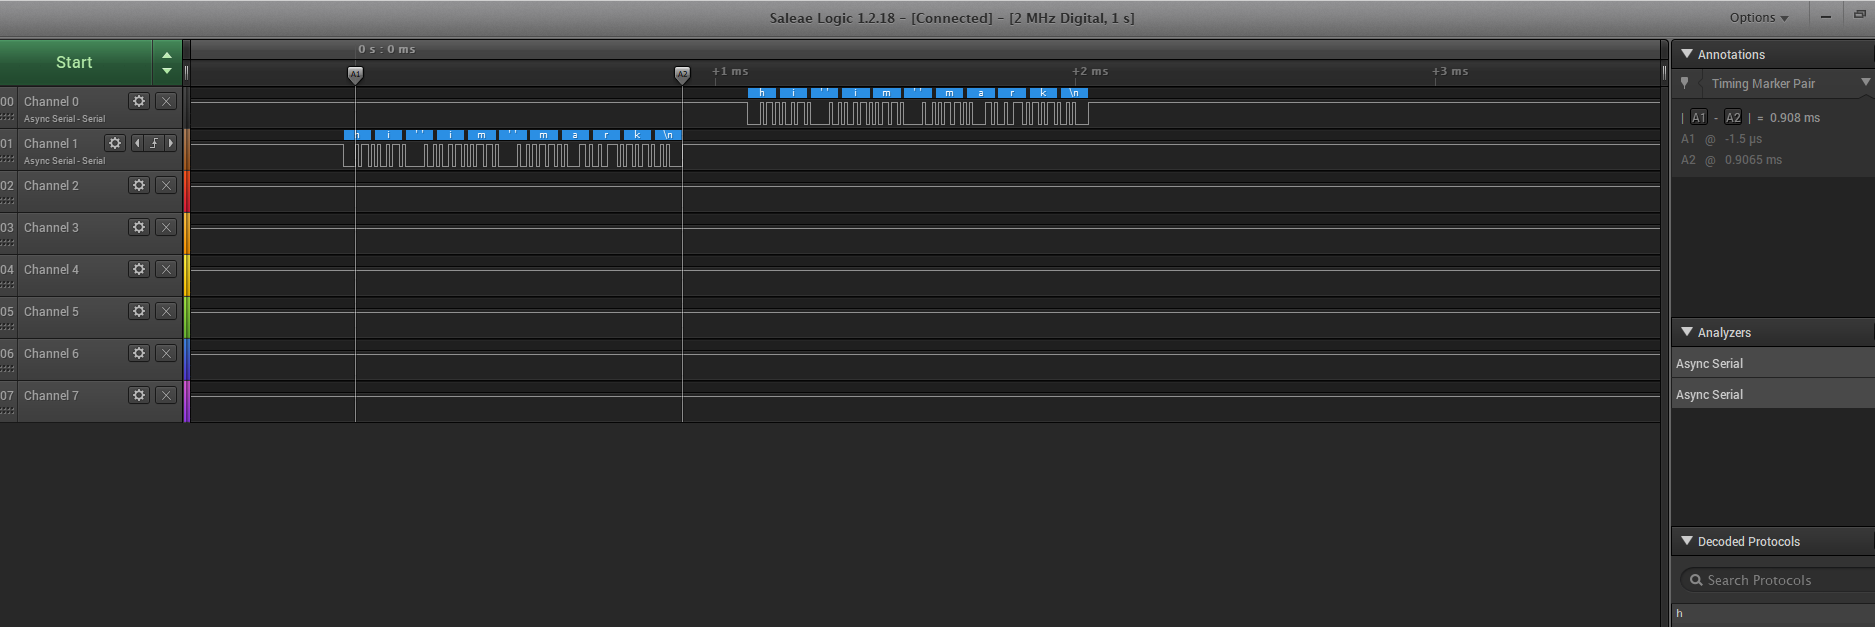 Saleae Logic 1.2.18 - [Connected] - [2 MHz Digital, 1 s]
Options
Start
0 s : 0 ms
A1
A2
+1 ms
+2 ms
+3 ms
00 Channel 0
Async Serial - Serial
h i ' ' i m ' ' m a r k \n
01 Channel 1
Async Serial - Serial
h i ' ' i m ' ' m a r k \n
02 Channel 2
03 Channel 3
04 Channel 4
05 Channel 5
06 Channel 6
07 Channel 7
Annotations
Timing Marker Pair
| A1 - A2 | = 0.908 ms
A1 @ -1.5 µs
A2 @ 0.9065 ms
Analyzers
Async Serial
Async Serial
Decoded Protocols
Search Protocols
h